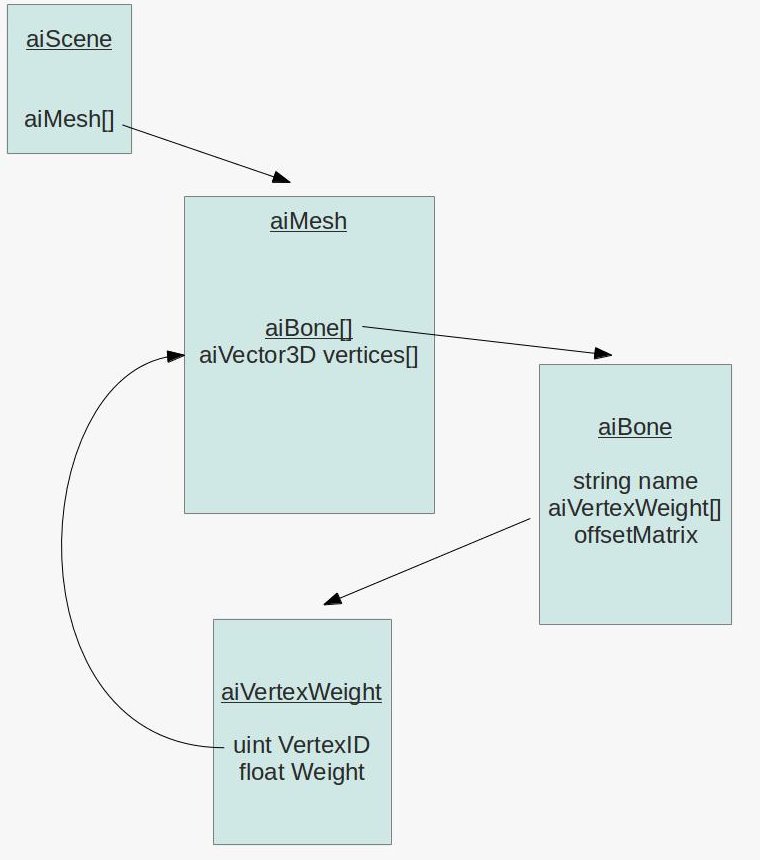 aiScene
aiMesh[]
aiMesh
aiBone[]
aiVector3D vertices[]
aiBone
string name
aiVertexWeight[]
offsetMatrix
aiVertexWeight
uint VertexID
float Weight